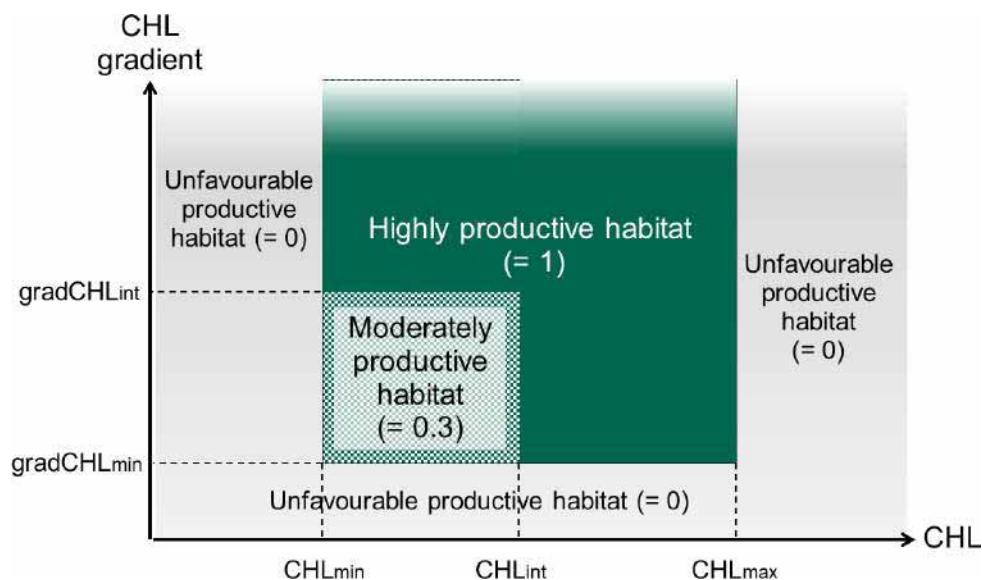 CHL
gradient
Unfavourable
productive
habitat (= 0)
Highly productive habitat
(= 1)
Unfavourable
productive
habitat
(= 0)
gradCHLint
Moderately
productive
habitat
(= 0.3)
gradCHLmin
Unfavourable productive habitat (= 0)
CHL
CHLmin
CHLint
CHLmax